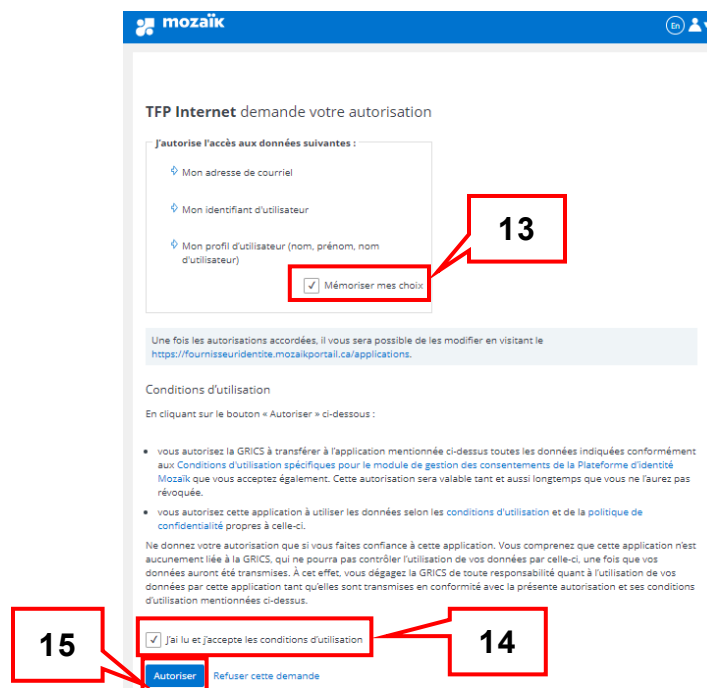 mozaïk
En
TFP Internet demande votre autorisation
J'autorise l'accès aux données suivantes :
Mon adresse de courriel
Mon identifiant d'utilisateur
Mon profil d'utilisateur (nom, prénom, nom
d'utilisateur)
13
Mémoriser mes choix
Une fois les autorisations accordées, il vous sera possible de les modifier en visitant le
https://fournisseuridentite.mozaikportail.ca/applications.
Conditions d'utilisation
En cliquant sur le bouton « Autoriser » ci-dessous :
• vous autorisez la GRICS à transférer à l'application mentionnée ci-dessus toutes les données indiquées conformément
aux Conditions d'utilisation spécifiques pour le module de gestion des consentements de la Plateforme d'identité
Mozaïk que vous acceptez également. Cette autorisation sera valable tant et aussi longtemps que vous ne l'aurez pas
révoquée.
• vous autorisez cette application à utiliser les données selon les conditions d'utilisation et de la politique de
confidentialité propres à celle-ci.
Ne donnez votre autorisation que si vous faites confiance à cette application. Vous comprenez que cette application n'est
aucunement liée à la GRICS, qui ne pourra pas contrôler l'utilisation de vos données par celle-ci, une fois que vos
données auront été transmises. À cet effet, vous dégagez la GRICS de toute responsabilité quant à l'utilisation de vos
données par cette application tant qu'elles sont transmises en conformité avec la présente autorisation et ses conditions
d'utilisation mentionnées ci-dessus.
15
J'ai lu et j'accepte les conditions d'utilisation
14
Autoriser
Refuser cette demande